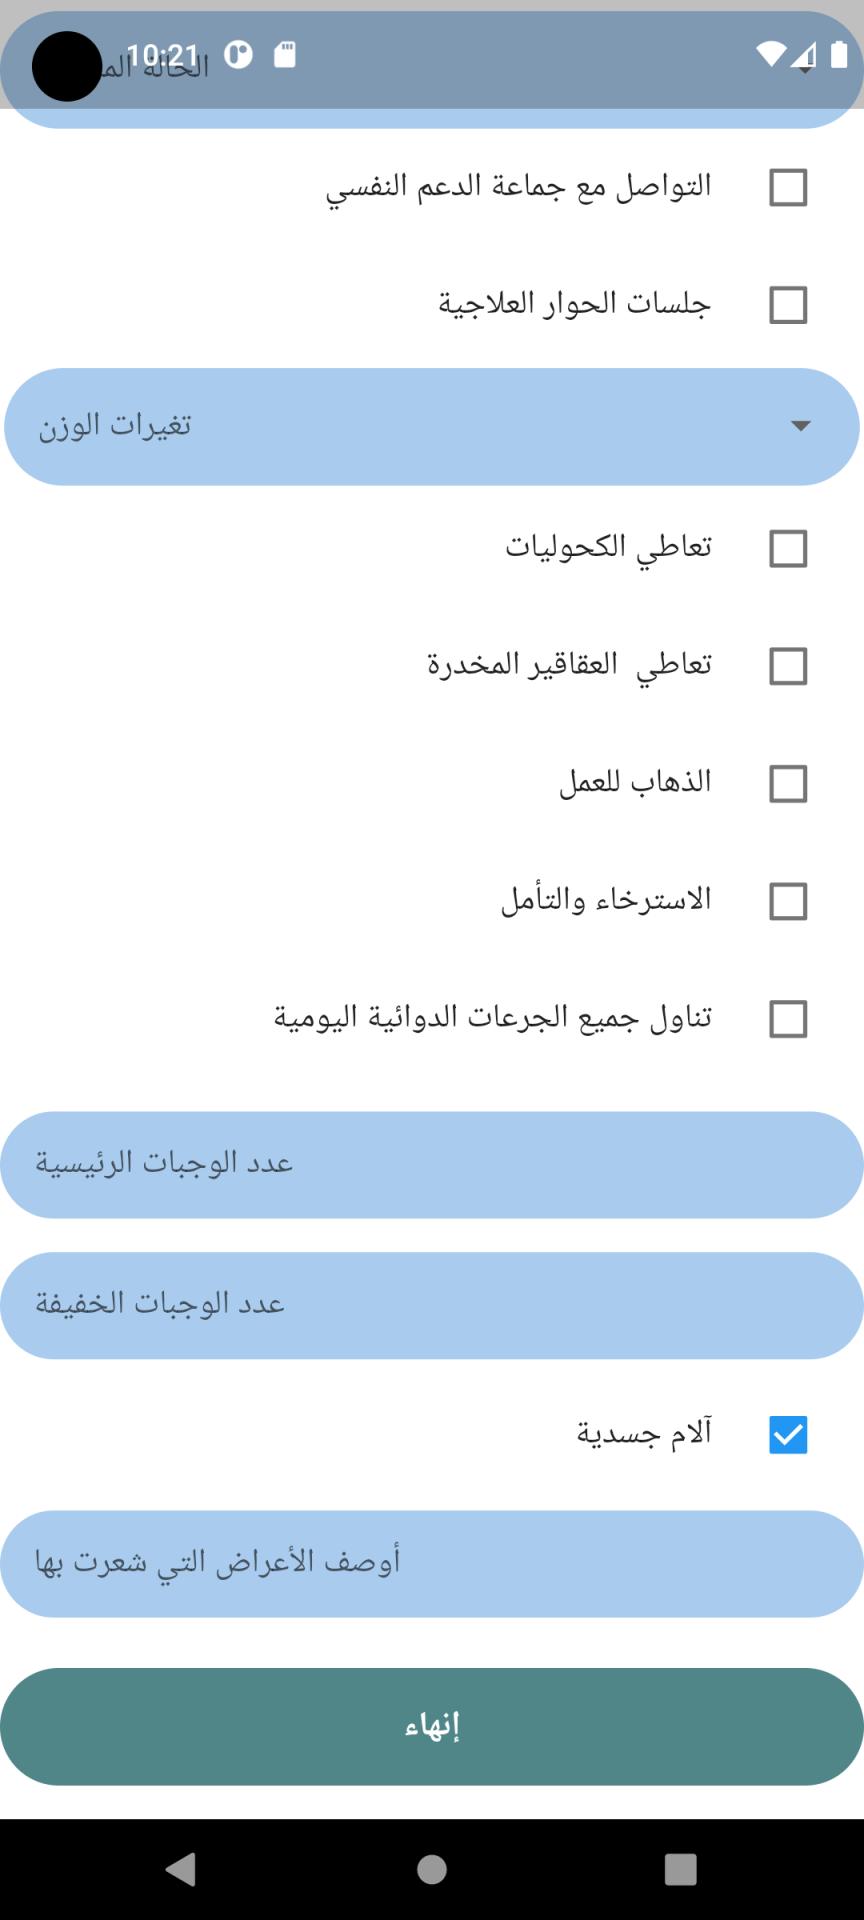 10:21
الحالة
التواصل مع جماعة الدعم النفسي
جلسات الحوار العلاجية
تغيرات الوزن
تعاطي الكحوليات
تعاطي  العقاقير المخدرة
الذهاب للعمل
الاسترخاء والتأمل
تناول جميع الجرعات الدوائية اليومية
عدد الوجبات الرئيسية
عدد الوجبات الخفيفة
آلام جسدية
أوصف الأعراض التي شعرت بها
إنهاء